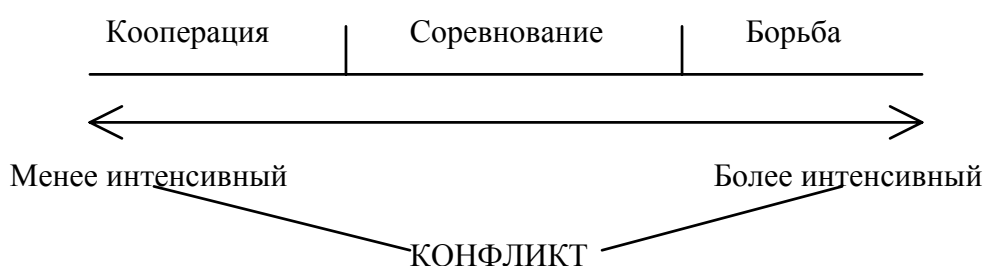 Кооперация Соревнование Борьба
Менее интенсивный Более интенсивный
КОНФЛИКТ